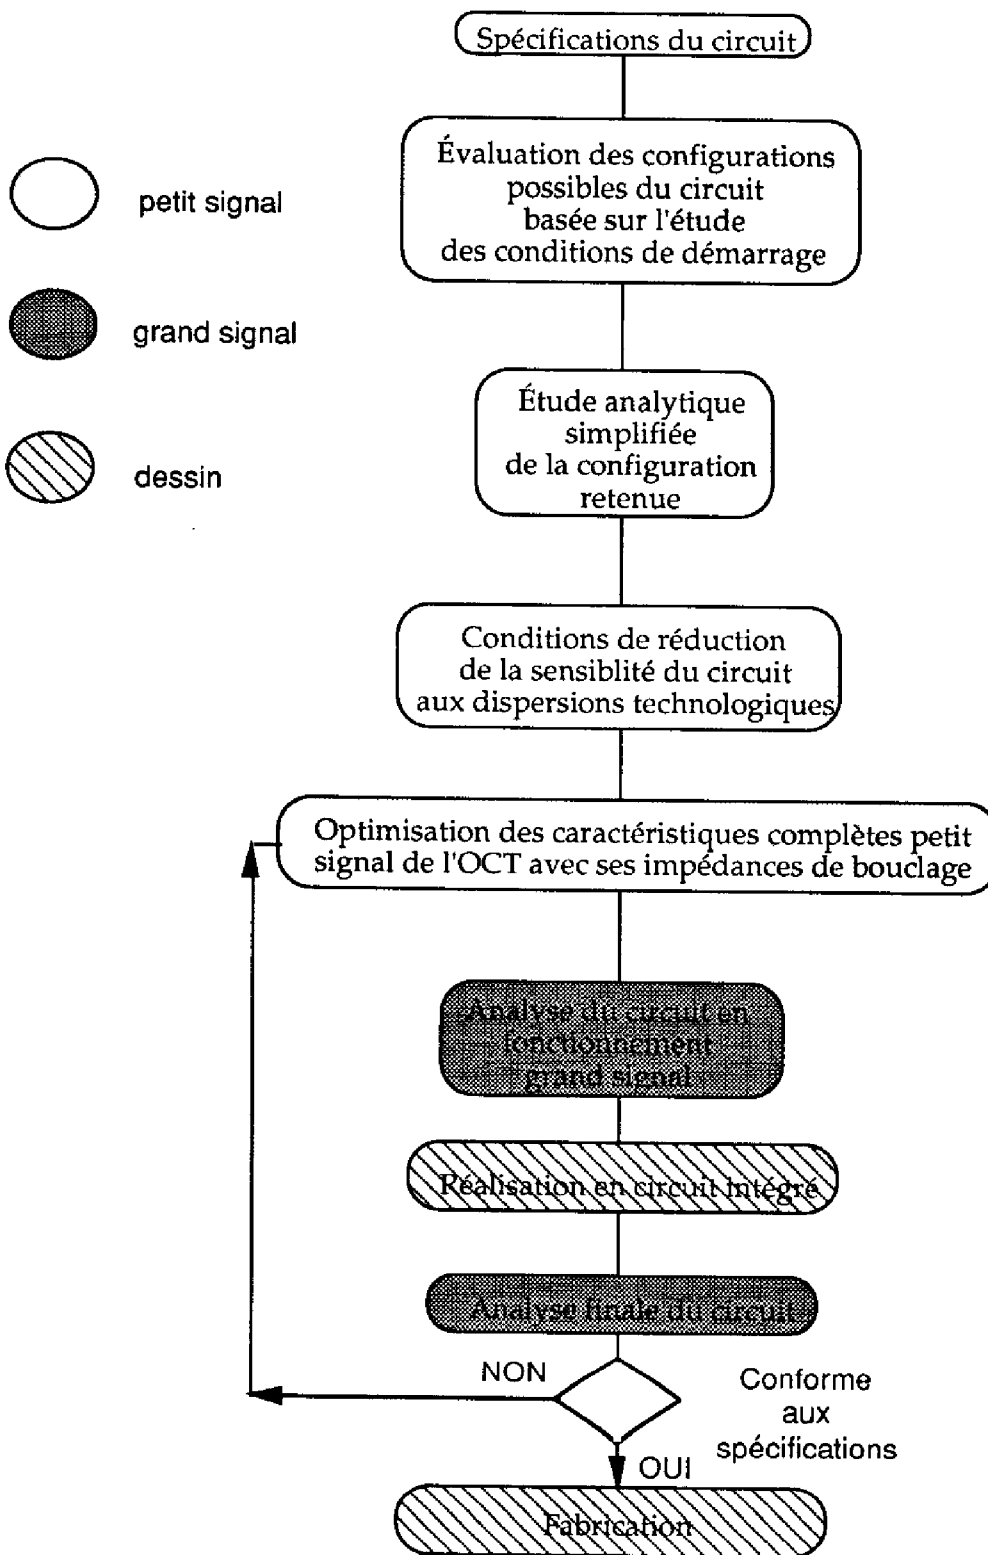 Spécifications du circuit
Évaluation des configurations
possibles du circuit
basée sur l'étude
des conditions de démarrage
petit signal
grand signal
dessin
Étude analytique
simplifiée
de la configuration
retenue
Conditions de réduction
de la sensiblité du circuit
aux dispersions technologiques
Optimisation des caractéristiques complètes petit
signal de l'OCT avec ses impédances de bouclage
Analyse du circuit en
fonctionnement
grand signal
Réalisation en circuit intégré
Analyse finale du circuit
NON
Conforme
aux
spécifications
OUI
Fabrication